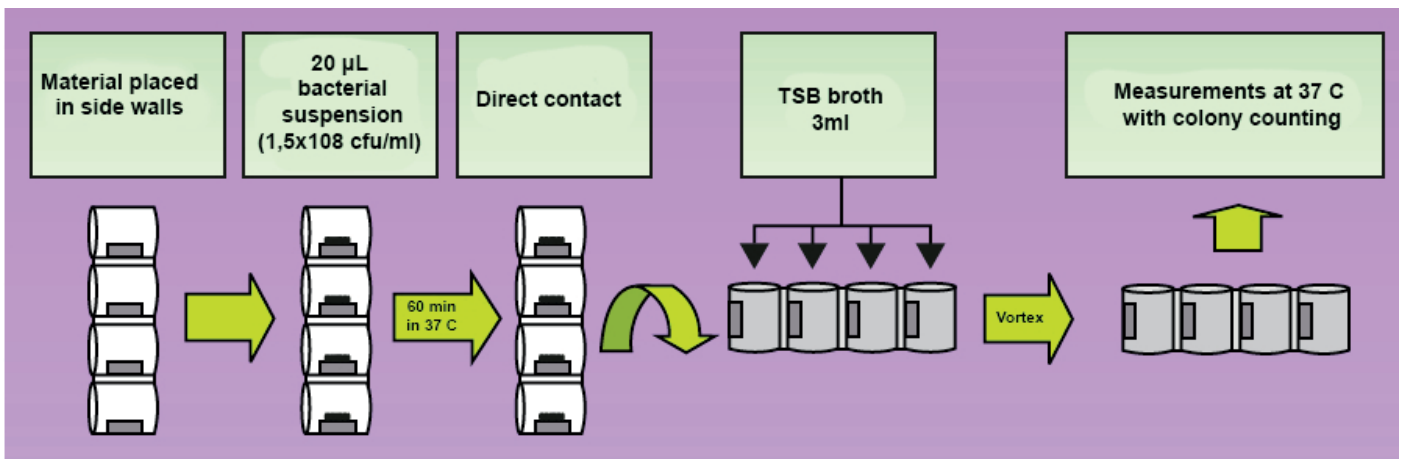 Material placed
in side walls
20 µL
bacterial
suspension
(1,5x108 cfu/ml)
Direct contact
TSB broth
3ml
Measurements at 37 C
with colony counting
60 min
in 37 C
Vortex